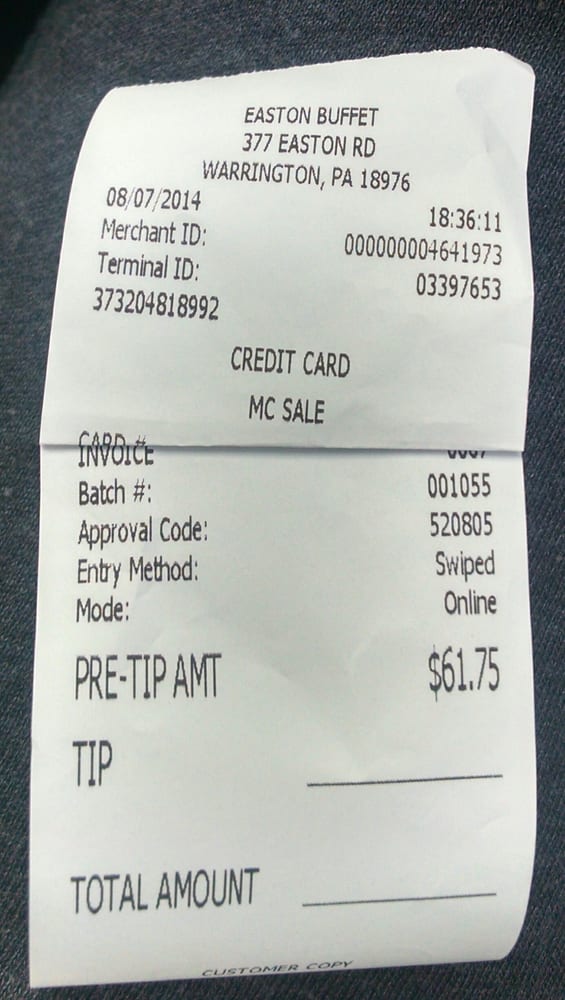 EASTON BUFFET
377 EASTON RD
WARRINGTON, PA 18976
08/07/2014 18:36:11
Merchant ID: 000000004641973
Terminal ID: 03397653
373204818992
CREDIT CARD
MC SALE
CARD #
INVOICE
Batch #: 001055
Approval Code: 520805
Entry Method: Swiped
Mode: Online
PRE-TIP AMT $61.75
TIP
TOTAL AMOUNT
CUSTOMER COPY